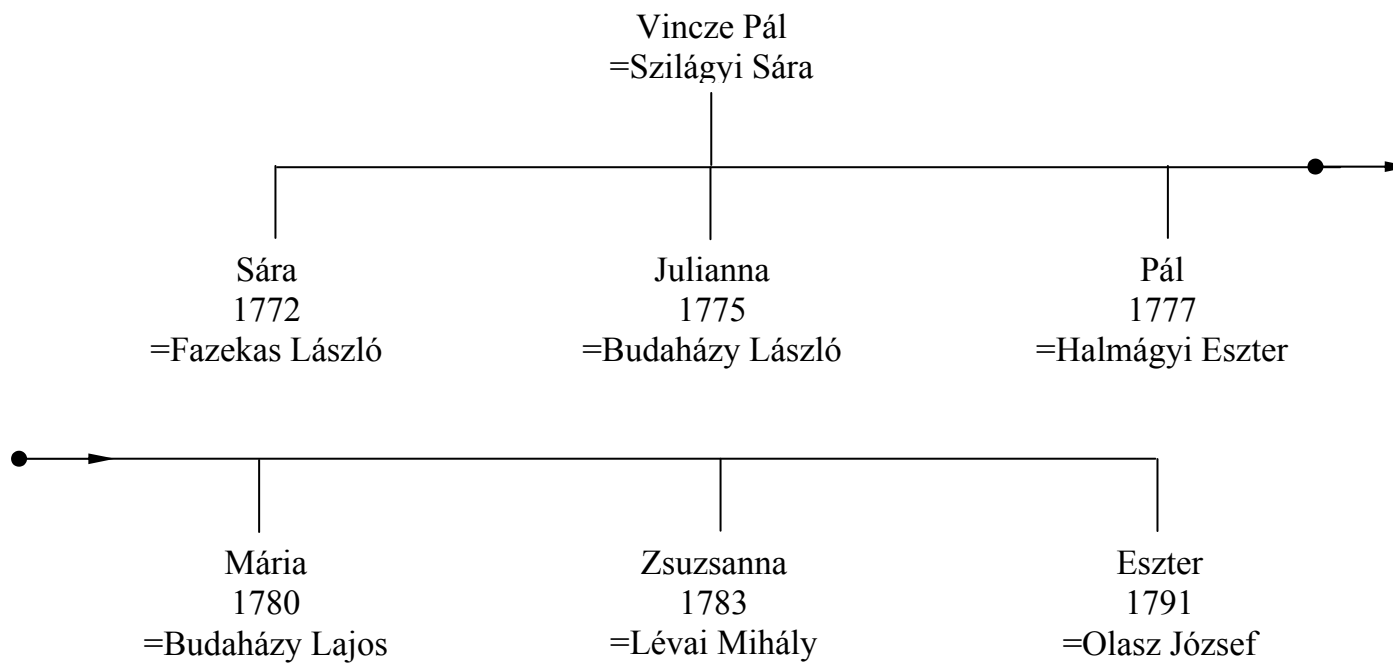 Vincze Pál
=Szilágyi Sára
Sára
1772
=Fazekas László
Julianna
1775
=Budaházy László
Pál
1777
=Halmágyi Eszter
Mária
1780
=Budaházy Lajos
Zsuzsanna
1783
=Lévai Mihály
Eszter
1791
=Olasz József